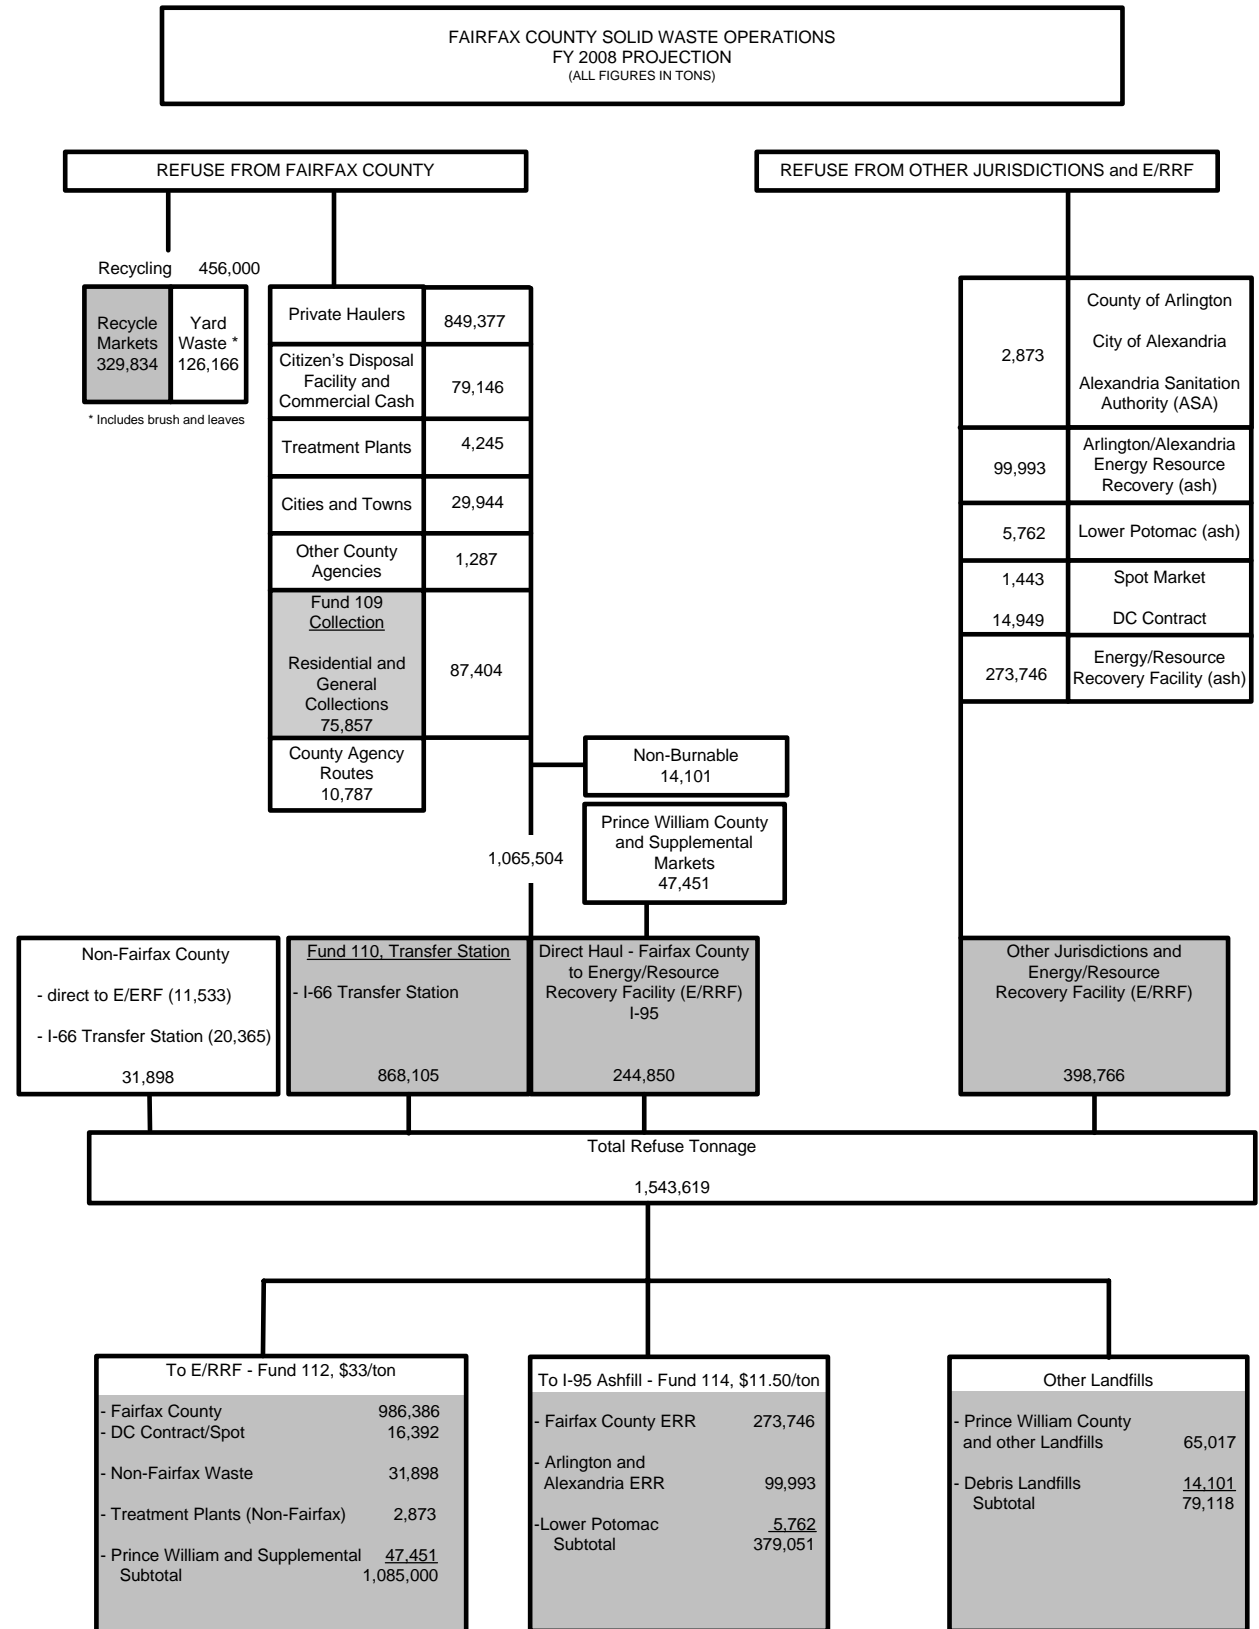 FAIRFAX COUNTY SOLID WASTE OPERATIONS
FY 2008 PROJECTION
(ALL FIGURES IN TONS)
REFUSE FROM FAIRFAX COUNTY
REFUSE FROM OTHER JURISDICTIONS and E/RRF
Recycling 456,000
Recycle
Markets
329,834
Yard
Waste *
126,166
* Includes brush and leaves
Private Haulers
849,377
Citizen's Disposal
Facility and
Commercial Cash
79,146
Treatment Plants
4,245
Cities and Towns
29,944
Other County
Agencies
1,287
Fund 109
Collection
Residential and
General
Collections
75,857
87,404
County Agency
Routes
10,787
2,873
County of Arlington
City of Alexandria
Alexandria Sanitation
Authority (ASA)
99,993
Arlington/Alexandria
Energy Resource
Recovery (ash)
5,762
Lower Potomac (ash)
1,443
Spot Market
14,949
DC Contract
273,746
Energy/Resource
Recovery Facility (ash)
Non-Burnable
14,101
1,065,504
Prince William County
and Supplemental
Markets
47,451
Non-Fairfax County
- direct to E/ERF (11,533)
- I-66 Transfer Station (20,365)
31,898
Fund 110, Transfer Station
- I-66 Transfer Station
868,105
Direct Haul - Fairfax County
to Energy/Resource
Recovery Facility (E/RRF)
I-95
244,850
Other Jurisdictions and
Energy/Resource
Recovery Facility (E/RRF)
398,766
Total Refuse Tonnage
1,543,619
To E/RRF - Fund 112, $33/ton
- Fairfax County 986,386
- DC Contract/Spot 16,392
- Non-Fairfax Waste 31,898
- Treatment Plants (Non-Fairfax) 2,873
- Prince William and Supplemental 47,451
Subtotal 1,085,000
To I-95 Ashfill - Fund 114, $11.50/ton
- Fairfax County ERR 273,746
- Arlington and
Alexandria ERR 99,993
-Lower Potomac 5,762
Subtotal 379,051
Other Landfills
- Prince William County
and other Landfills 65,017
- Debris Landfills 14,101
Subtotal 79,118